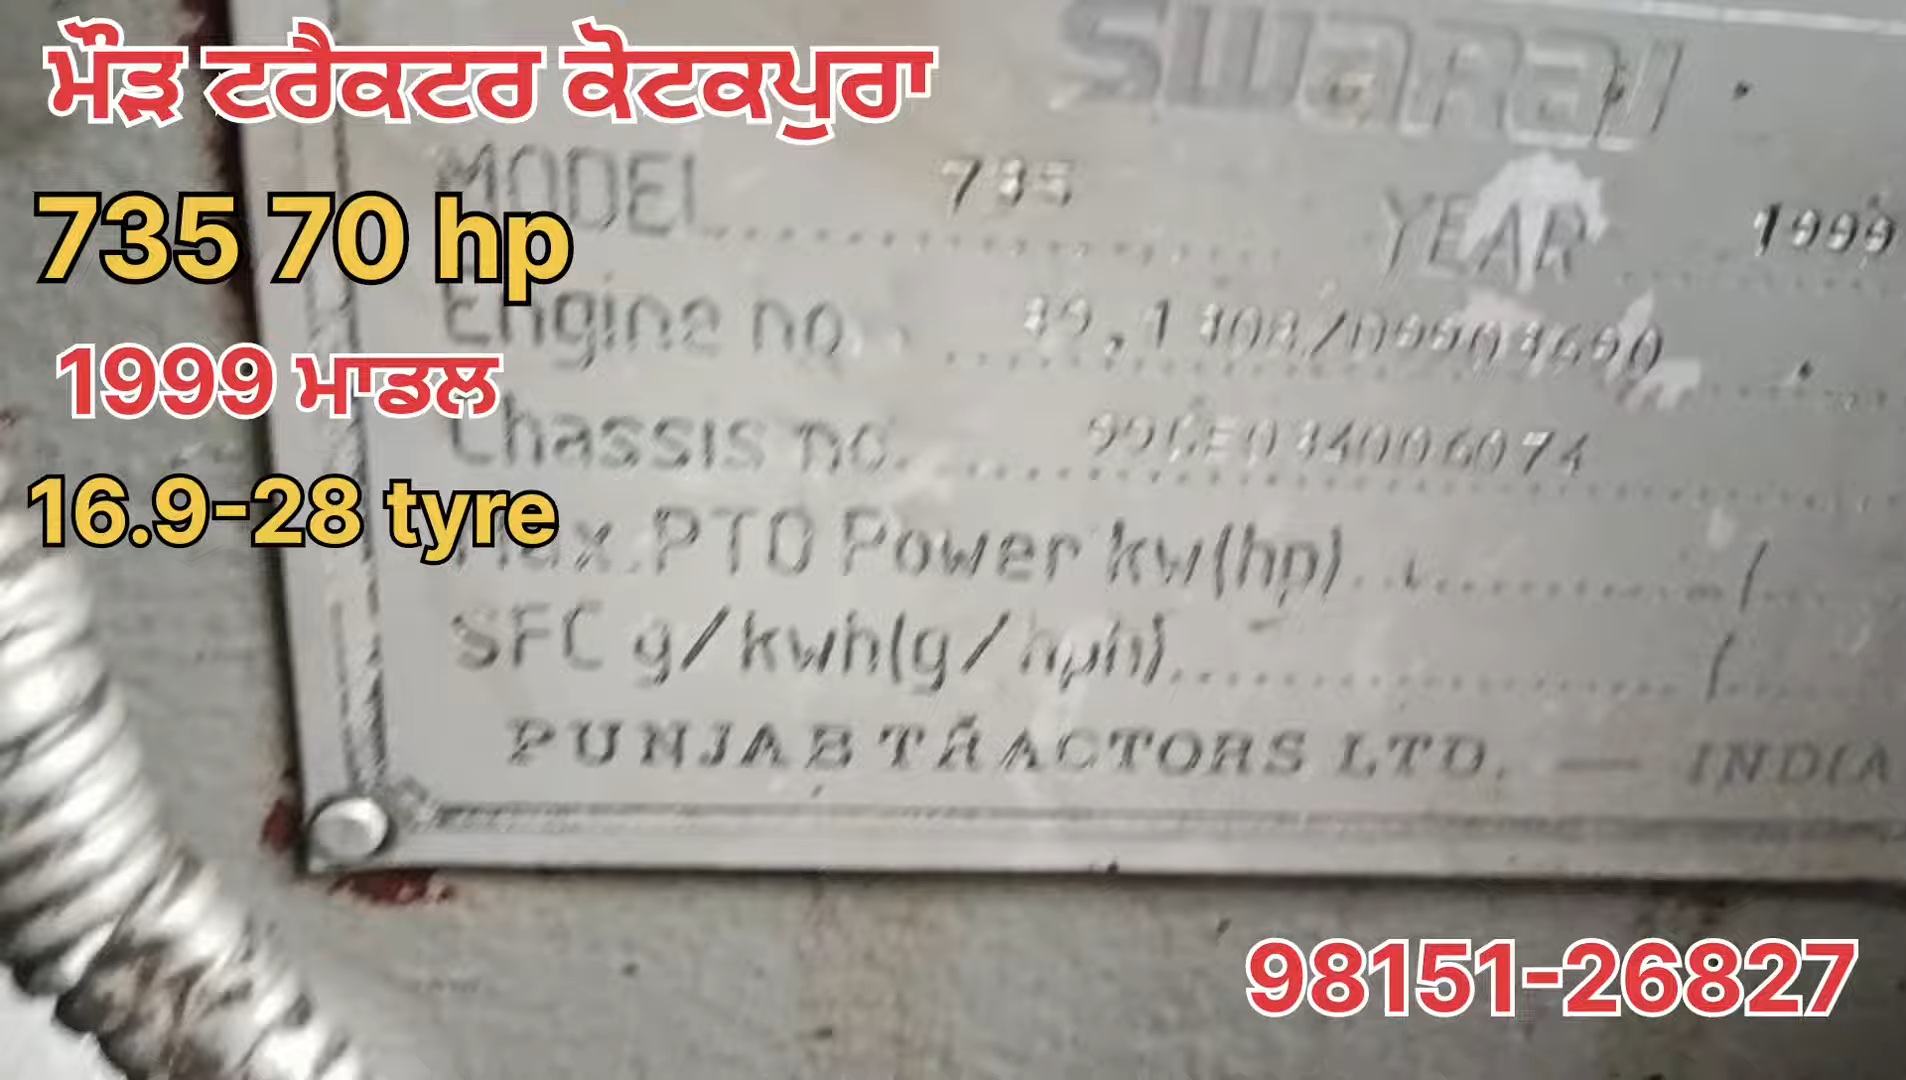 ਮੌੜ ਟਰੈਕਟਰ ਕੋਟਕਪੁਰਾ
735 70 hp
1999 ਮਾਡਲ
16.9-28 tyre
SWARAJ
MODEL 735 YEAR 1999
Engine no.
Chassis no.
Max.PTO Power kw(hp) /
SFC g/kwh(g/hph) /
PUNJAB TRACTORS LTD. — INDIA
98151-26827